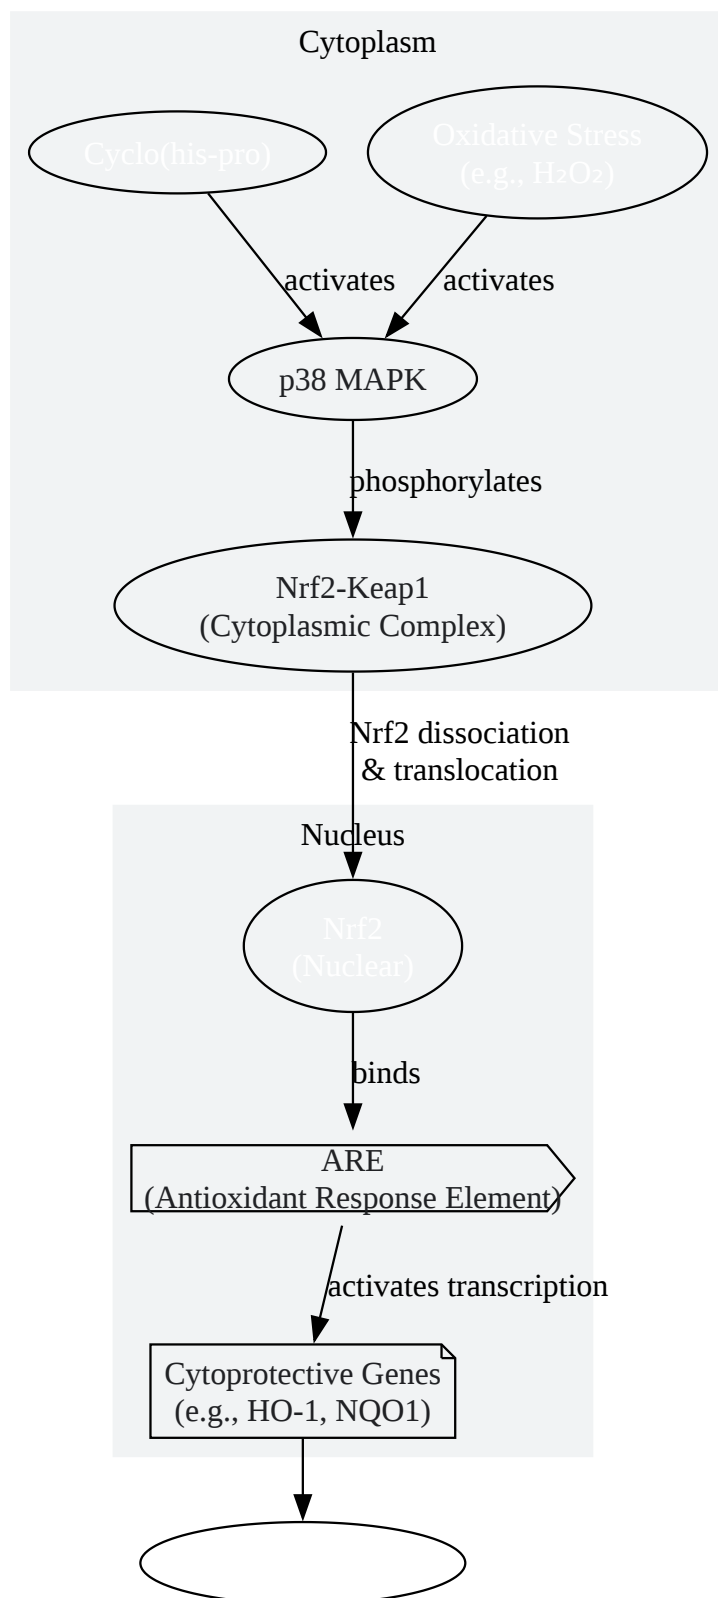 Cytoplasm
Cyclo(his-pro)
Oxidative Stress
(e.g., H₂O₂)
activates
activates
p38 MAPK
phosphorylates
Nrf2-Keap1
(Cytoplasmic Complex)
Nrf2 dissociation
& translocation
Nucleus
Nrf2
(Nuclear)
binds
ARE
(Antioxidant Response Element)
activates transcription
Cytoprotective Genes
(e.g., HO-1, NQO1)